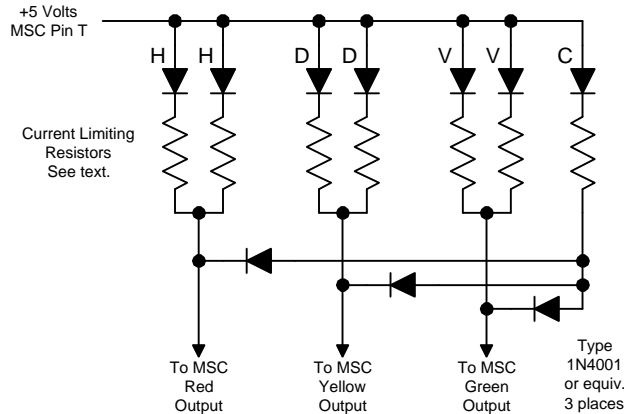 +5 Volts
MSC Pin T
H H D D V V C
Current Limiting
Resistors
See text.
To MSC
Red
Output
To MSC
Yellow
Output
To MSC
Green
Output
Type
1N4001
or equiv.
3 places